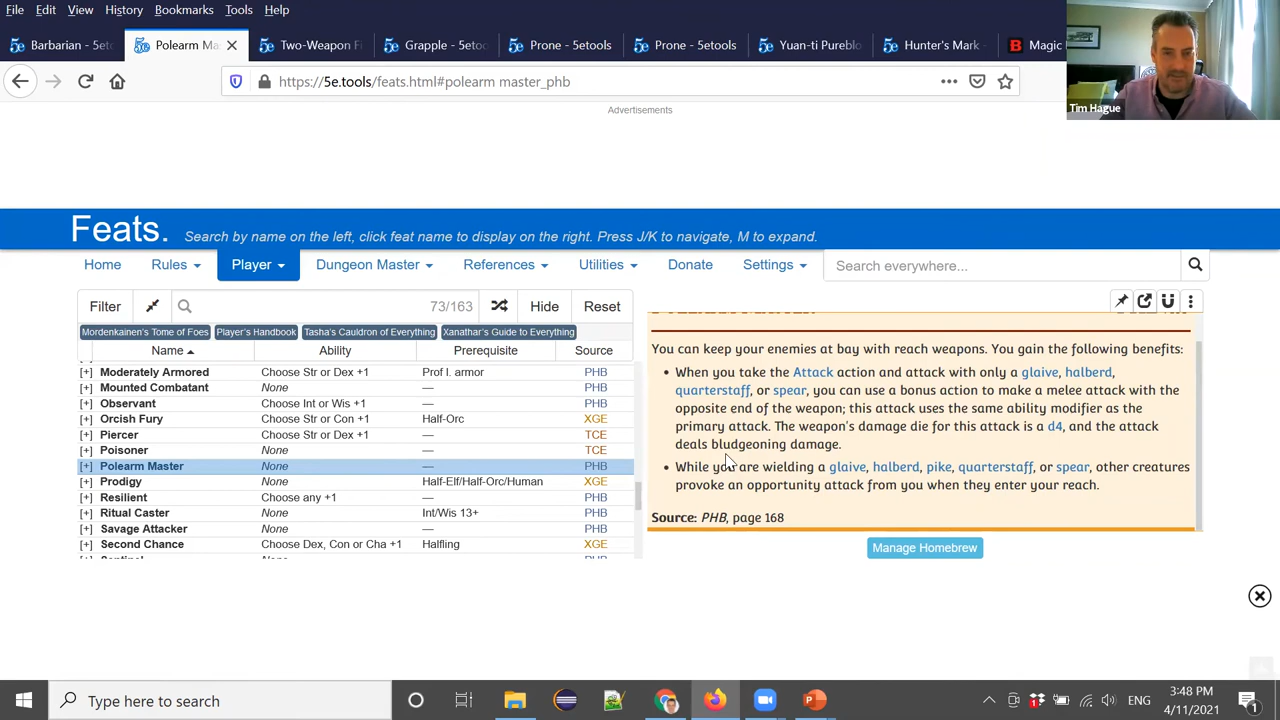 File Edit View History Bookmarks Tools Help
Barbarian - 5et
Polearm Ma
Two-Weapon Fi
Grapple - 5eto
Prone - 5etools
Prone - 5etools
Yuan-ti Pureblo
Hunter's Mark -
Magic
https://5e.tools/feats.html#polearm master_phb
Tim Hague
Advertisements
Feats. Search by name on the left, click feat name to display on the right. Press J/K to navigate, M to expand.
Home Rules Player Dungeon Master References Utilities Donate Settings Search everywhere...
Filter 73/163 Hide Reset
Mordenkainen's Tome of Foes Player's Handbook Tasha's Cauldron of Everything Xanathar's Guide to Everything
Name Ability Prerequisite Source
[+] Moderately Armored Choose Str or Dex +1 Prof l. armor PHB
[+] Mounted Combatant None — PHB
[+] Observant Choose Int or Wis +1 — PHB
[+] Orcish Fury Choose Str or Con +1 Half-Orc XGE
[+] Piercer Choose Str or Dex +1 — TCE
[+] Poisoner None — TCE
[+] Polearm Master None — PHB
[+] Prodigy None Half-Elf/Half-Orc/Human XGE
[+] Resilient Choose any +1 — PHB
[+] Ritual Caster None Int/Wis 13+ PHB
[+] Savage Attacker None — PHB
[+] Second Chance Choose Dex, Con or Cha +1 Halfling XGE
You can keep your enemies at bay with reach weapons. You gain the following benefits:
• When you take the Attack action and attack with only a glaive, halberd,
quarterstaff, or spear, you can use a bonus action to make a melee attack with the
opposite end of the weapon; this attack uses the same ability modifier as the
primary attack. The weapon's damage die for this attack is a d4, and the attack
deals bludgeoning damage.
• While you are wielding a glaive, halberd, pike, quarterstaff, or spear, other creatures
provoke an opportunity attack from you when they enter your reach.
Source: PHB, page 168
Manage Homebrew
Type here to search
ENG
3:48 PM
4/11/2021
1